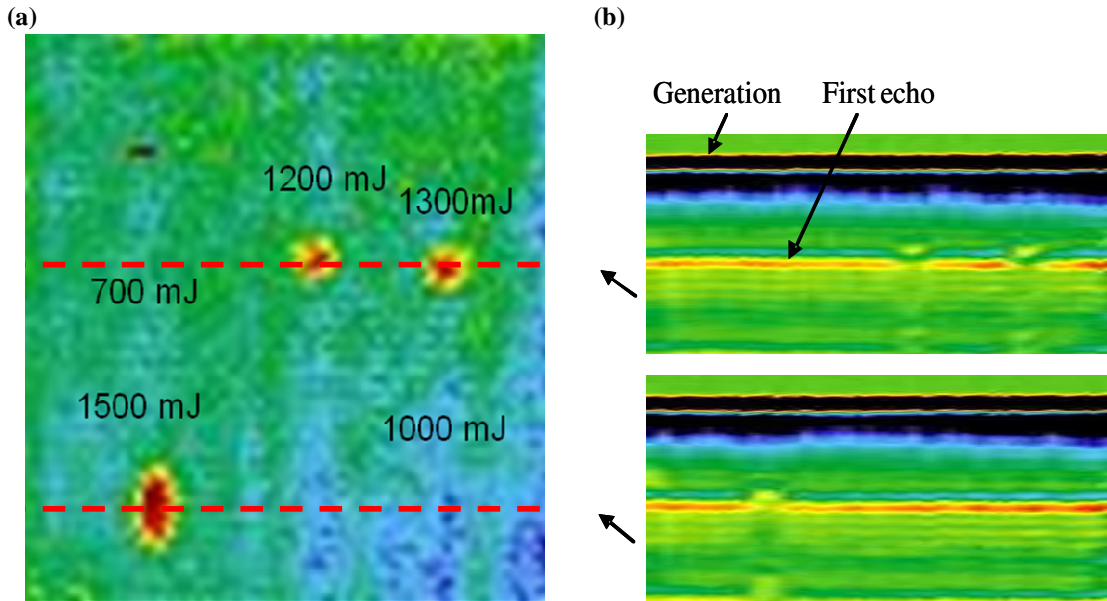 (a)
1200 mJ
1300mJ
700 mJ
1500 mJ
1000 mJ
(b)
Generation
First echo